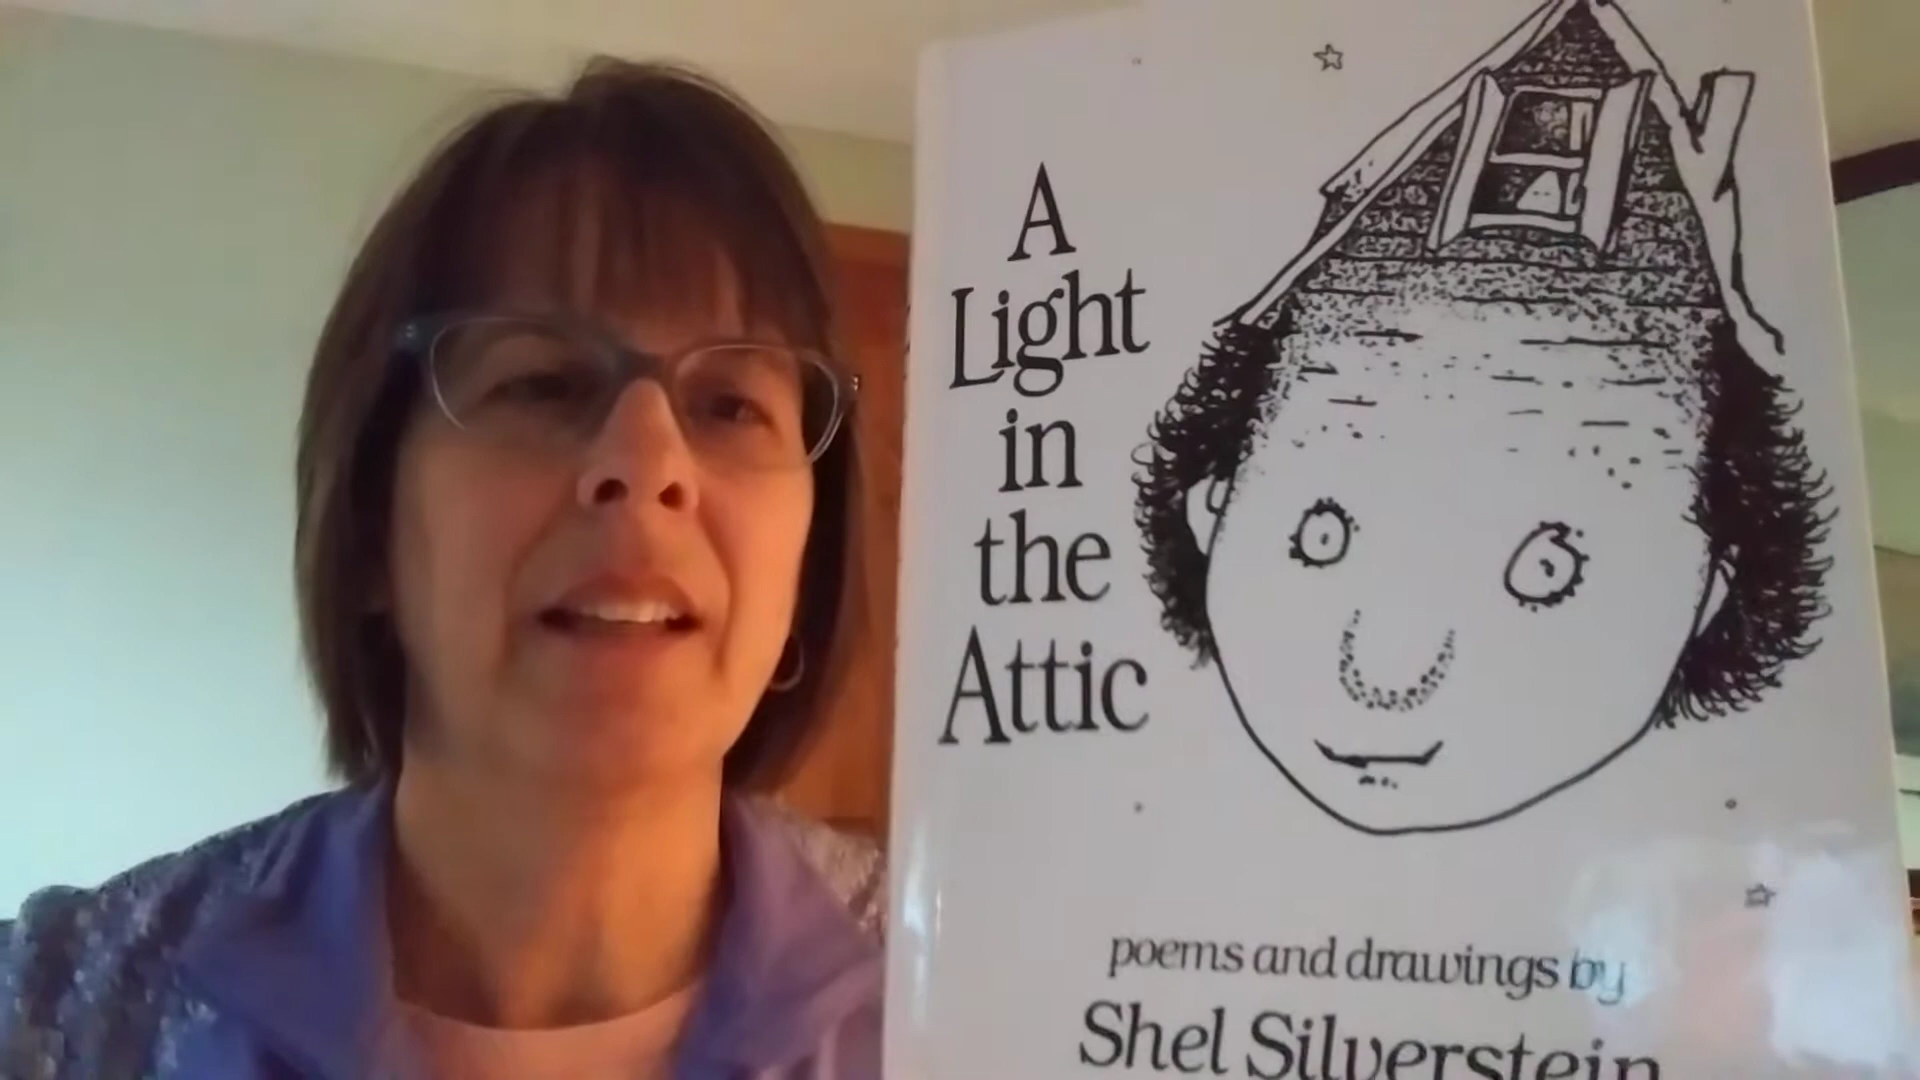 A
Light
in
the
Attic
poems and drawings by
Shel Silverstein